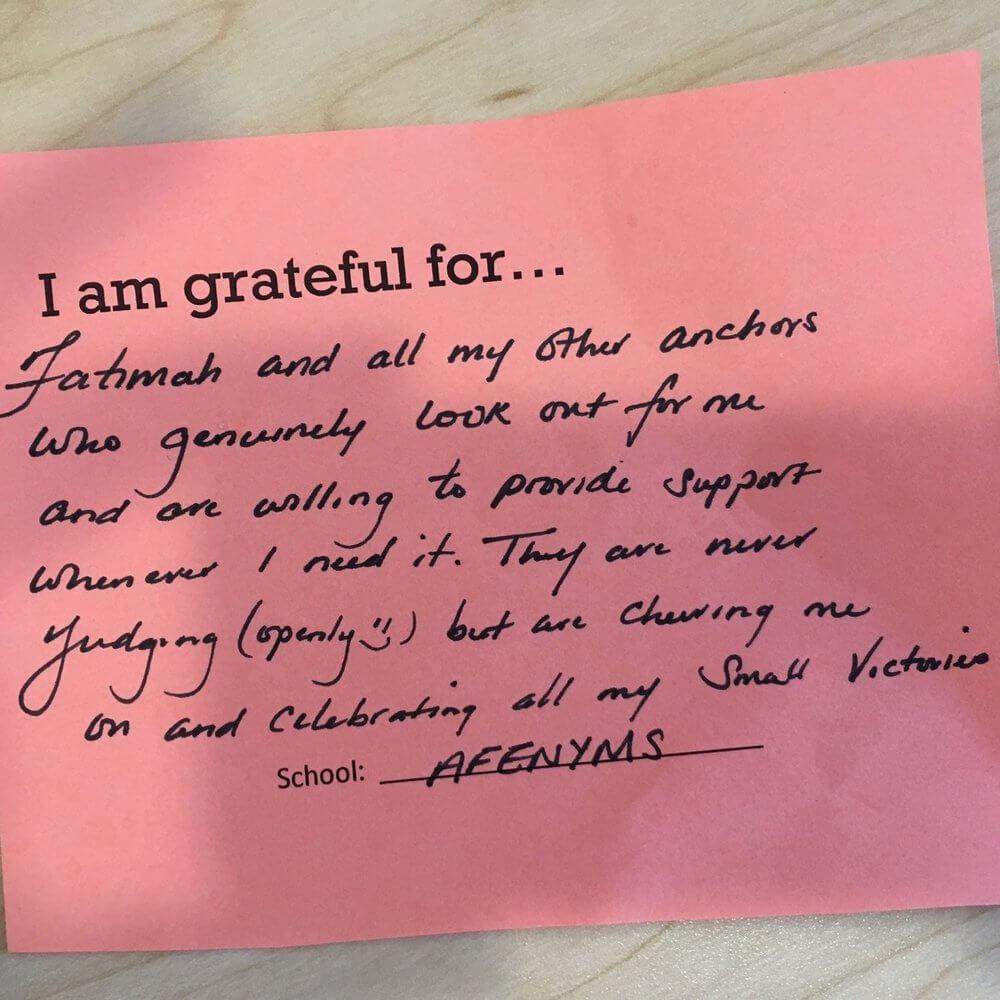 I am grateful for...
Fatimah and all my other anchors
who genuinely look out for me
and are willing to provide support
whenever I need it. They are never
Judging (openly ü) but are cheering me
on and celebrating all my Small Victories
School: AFENYMS